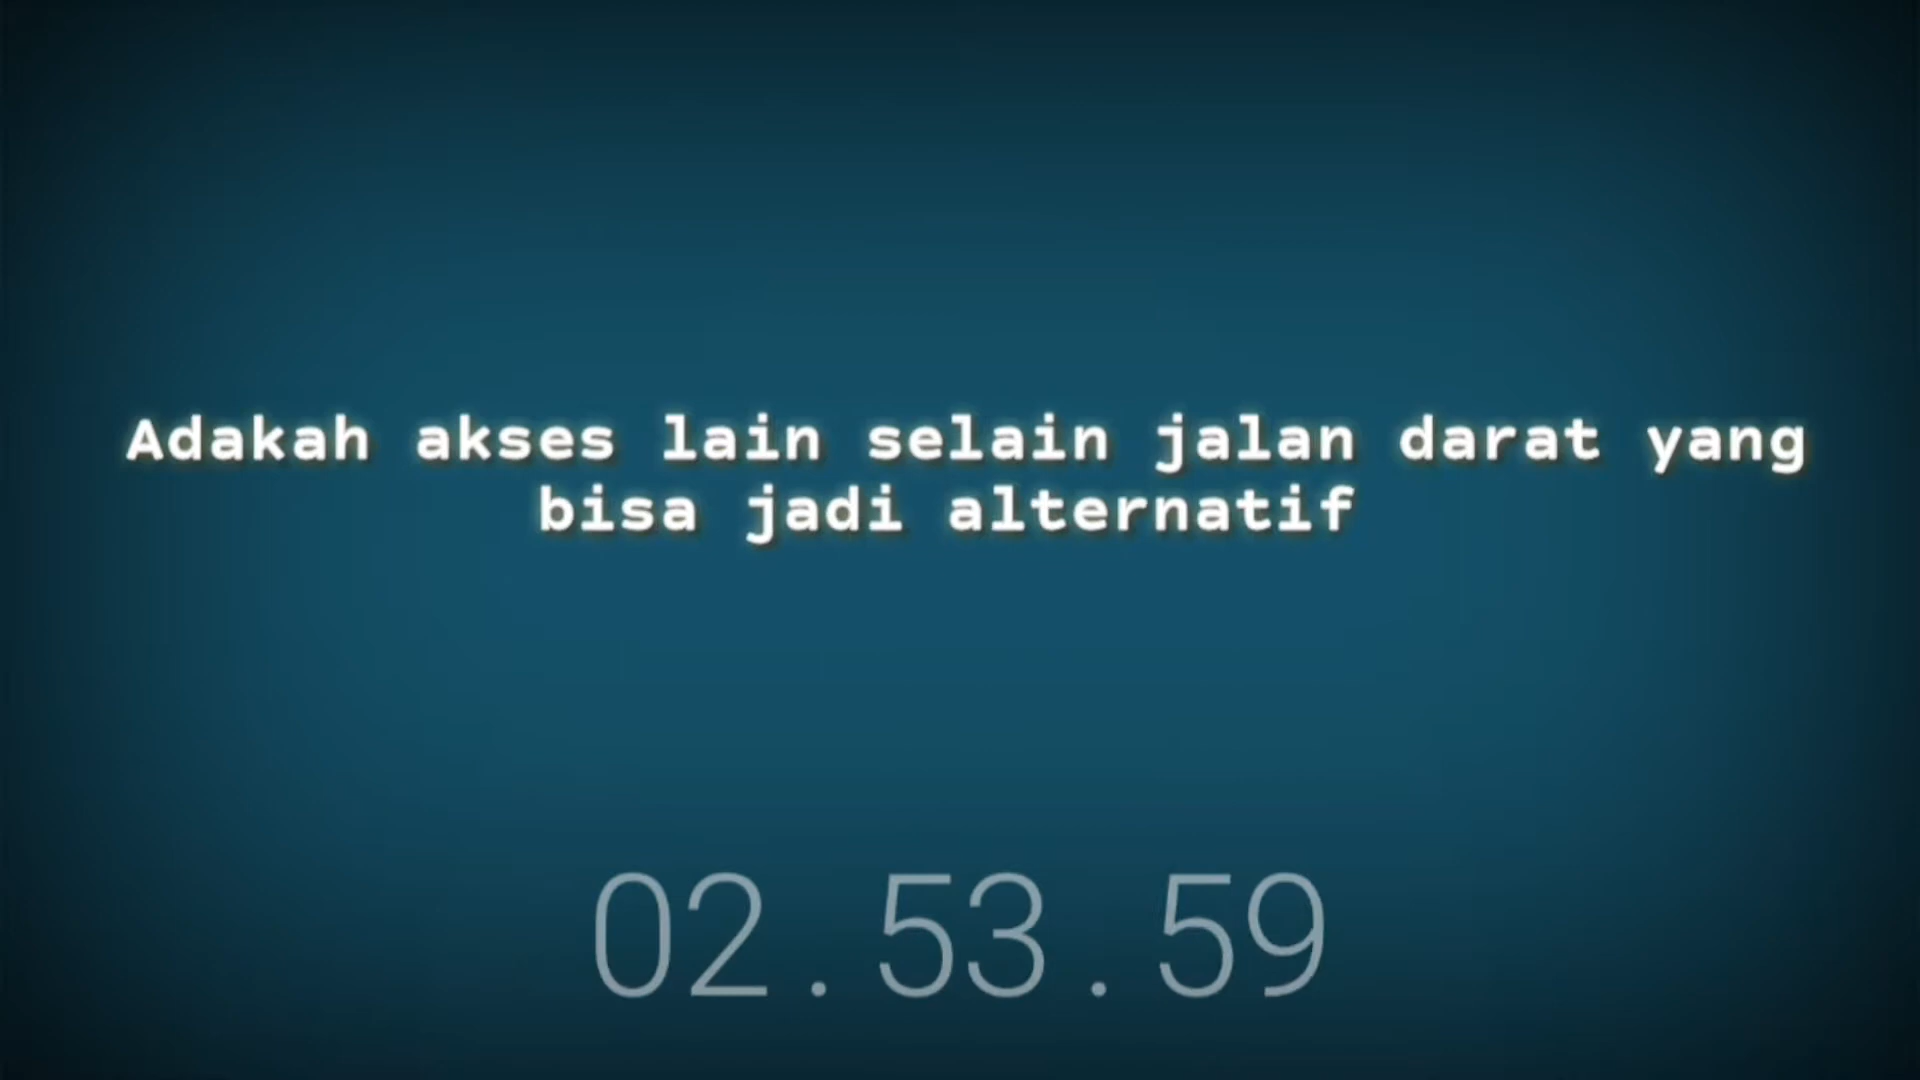 Adakah akses lain selain jalan darat yang
bisa jadi alternatif
02.53.59